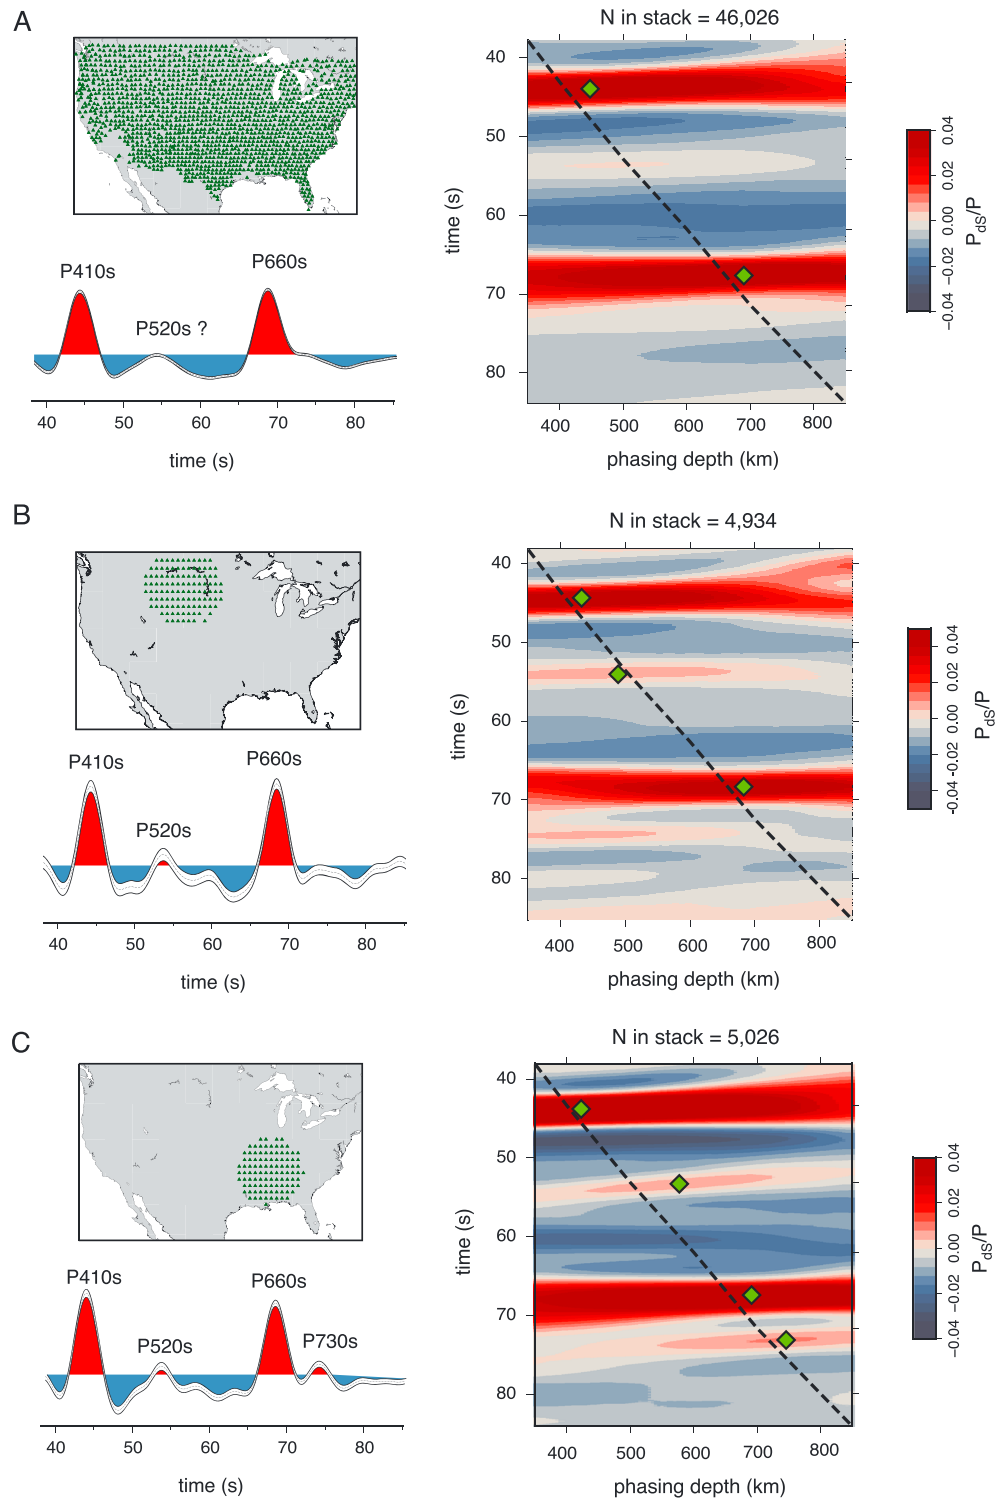 A
N in stack = 46,026
P410s
P660s
P520s ?
40 50 60 70 80
time (s)
40
50
60
70
80
time (s)
400 500 600 700 800
phasing depth (km)
0.04
0.02
0.00
−0.02
−0.04
PdS/P
B
N in stack = 4,934
P410s
P660s
P520s
40 50 60 70 80
time (s)
40
50
60
70
80
time (s)
400 500 600 700 800
phasing depth (km)
0.04
0.02
0.00
-0.02
-0.04
PdS/P
C
N in stack = 5,026
P410s
P660s
P520s
P730s
40 50 60 70 80
time (s)
40
50
60
70
80
time (s)
400 500 600 700 800
phasing depth (km)
0.04
0.02
0.00
−0.02
−0.04
PdS/P